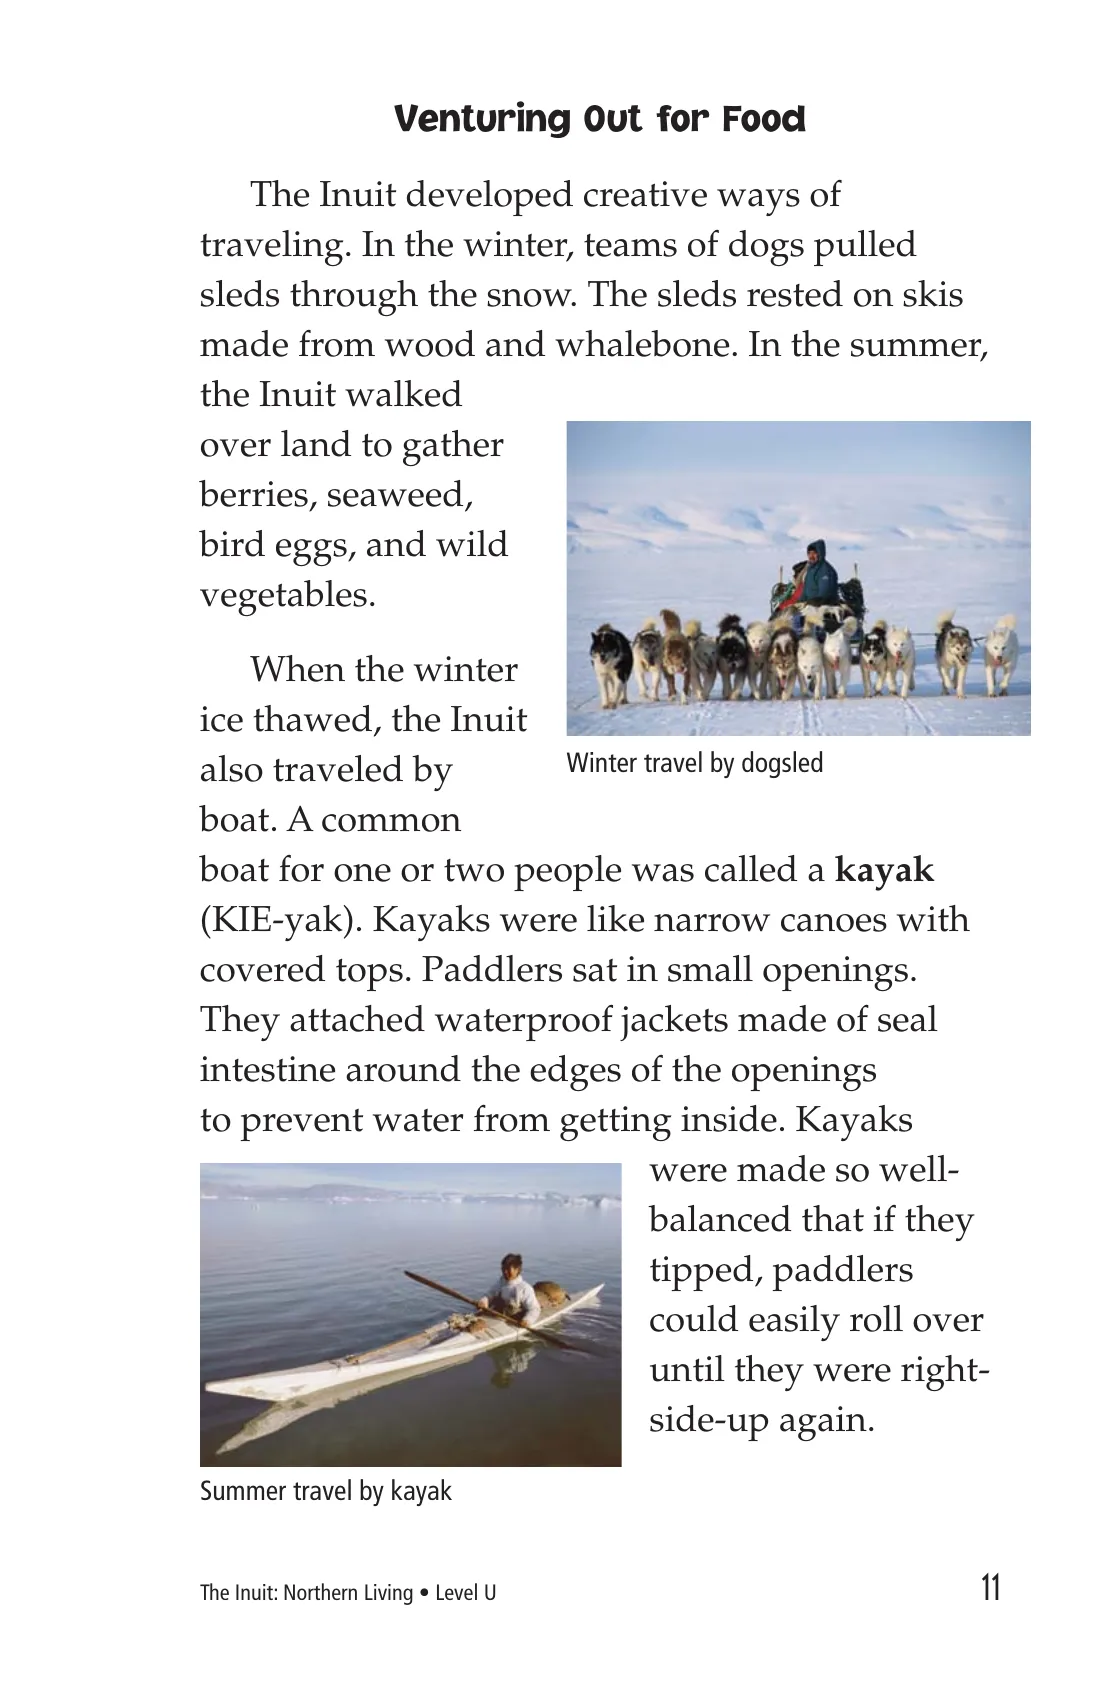 Venturing Out for Food
The Inuit developed creative ways of
traveling. In the winter, teams of dogs pulled
sleds through the snow. The sleds rested on skis
made from wood and whalebone. In the summer,
the Inuit walked
over land to gather
berries, seaweed,
bird eggs, and wild
vegetables.
Winter travel by dogsled
When the winter
ice thawed, the Inuit
also traveled by
boat. A common
boat for one or two people was called a kayak
(KIE-yak). Kayaks were like narrow canoes with
covered tops. Paddlers sat in small openings.
They attached waterproof jackets made of seal
intestine around the edges of the openings
to prevent water from getting inside. Kayaks
were made so well-
balanced that if they
tipped, paddlers
could easily roll over
until they were right-
side-up again.
Summer travel by kayak
The Inuit: Northern Living • Level U
11